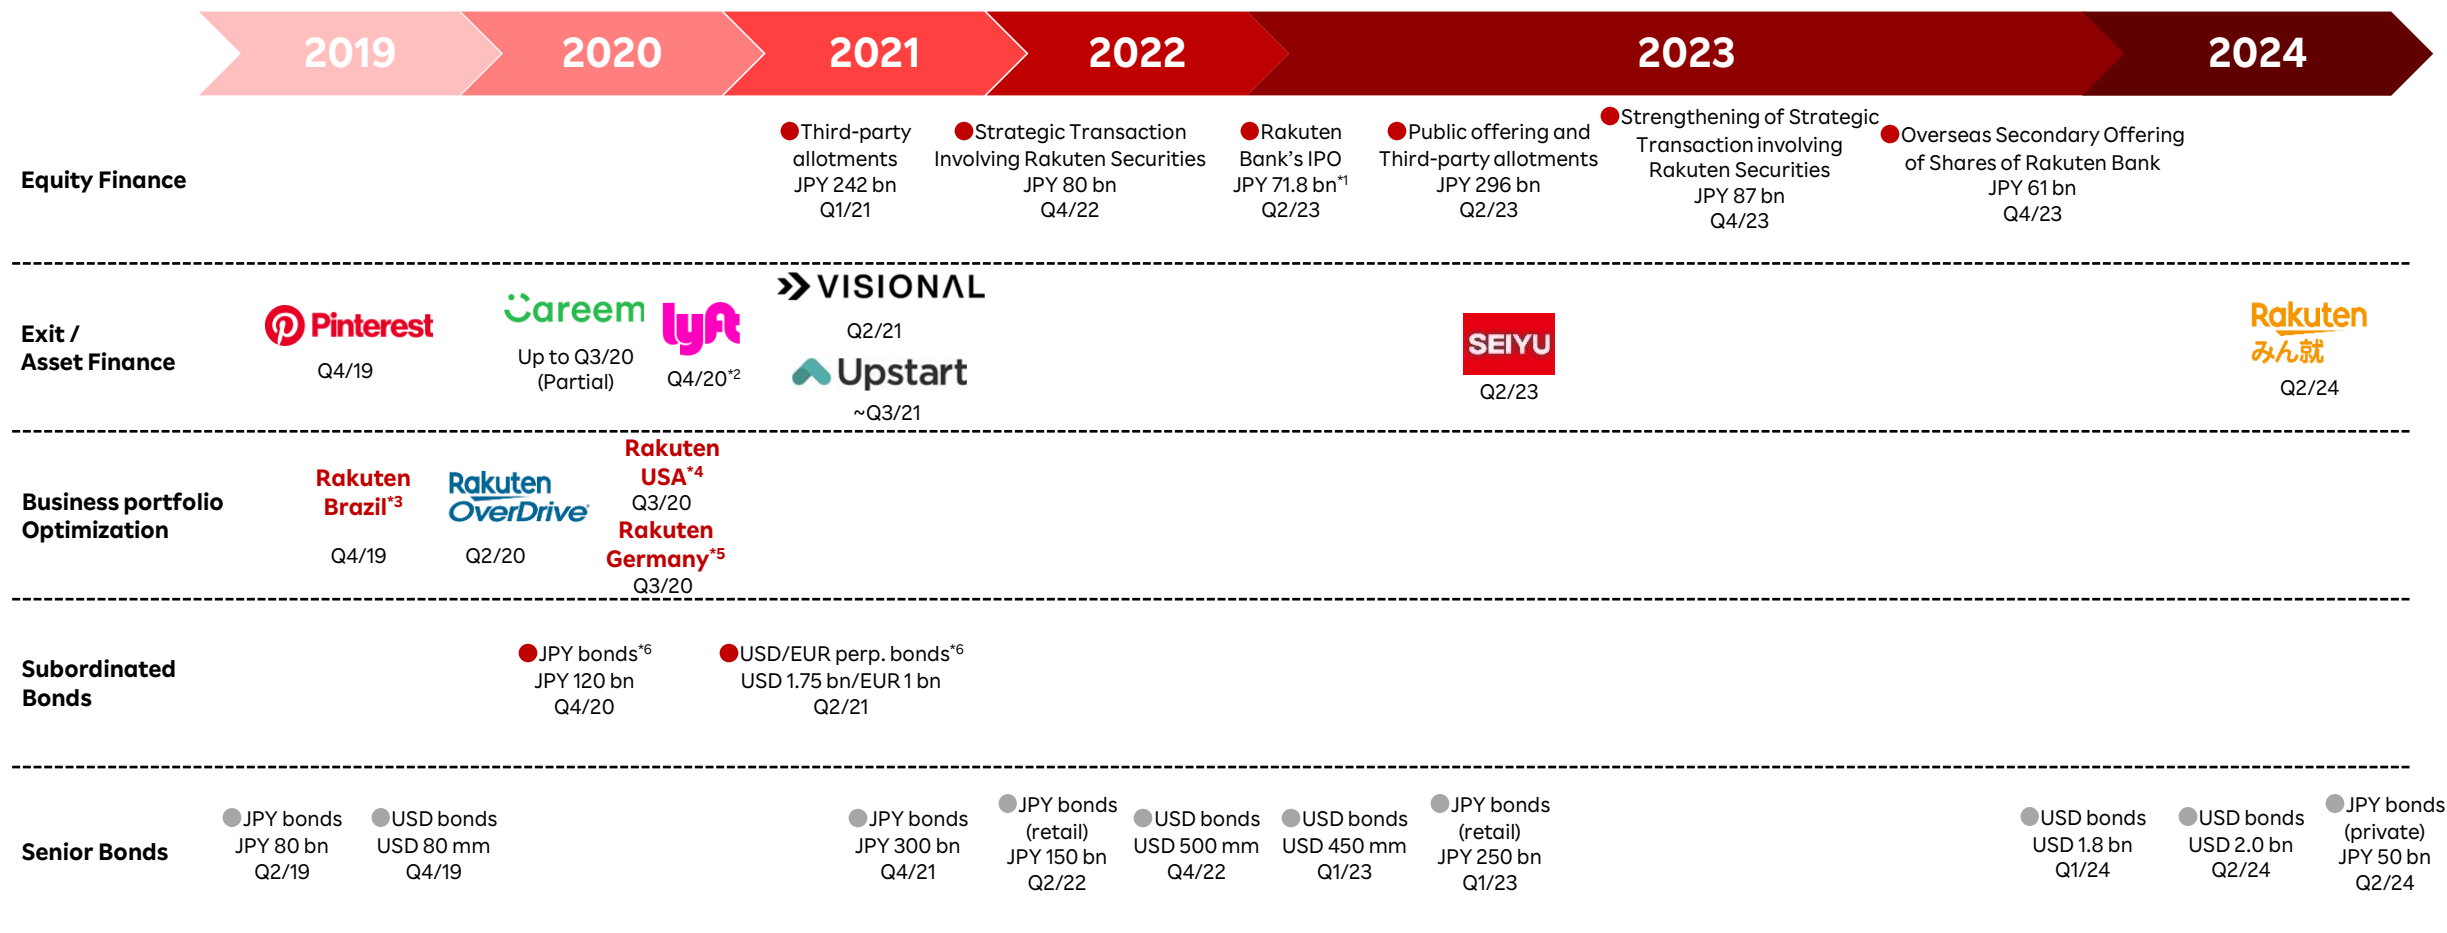 2019
2020
2021
2022
2023
2024
Equity Finance
Third-party
allotments
JPY 242 bn
Q1/21
Strategic Transaction
Involving Rakuten Securities
JPY 80 bn
Q4/22
Rakuten
Bank’s IPO
JPY 71.8 bn*1
Q2/23
Public offering and
Third-party allotments
JPY 296 bn
Q2/23
Strengthening of Strategic
Transaction involving
Rakuten Securities
JPY 87 bn
Q4/23
Overseas Secondary Offering
of Shares of Rakuten Bank
JPY 61 bn
Q4/23
Exit /
Asset Finance
Pinterest
Q4/19
Careem
Up to Q3/20
(Partial)
lyft
Q4/20*2
VISIONAL
Q2/21
Upstart
~Q3/21
SEIYU
Q2/23
Rakuten
みん就
Q2/24
Business portfolio
Optimization
Rakuten
Brazil*3
Q4/19
Rakuten
OverDrive
Q2/20
Rakuten
USA*4
Q3/20
Rakuten
Germany*5
Q3/20
Subordinated
Bonds
JPY bonds*6
JPY 120 bn
Q4/20
USD/EUR perp. bonds*6
USD 1.75 bn/EUR 1 bn
Q2/21
Senior Bonds
JPY bonds
JPY 80 bn
Q2/19
USD bonds
USD 80 mm
Q4/19
JPY bonds
JPY 300 bn
Q4/21
JPY bonds
(retail)
JPY 150 bn
Q2/22
USD bonds
USD 500 mm
Q4/22
USD bonds
USD 450 mm
Q1/23
JPY bonds
(retail)
JPY 250 bn
Q1/23
USD bonds
USD 1.8 bn
Q1/24
USD bonds
USD 2.0 bn
Q2/24
JPY bonds
(private)
JPY 50 bn
Q2/24